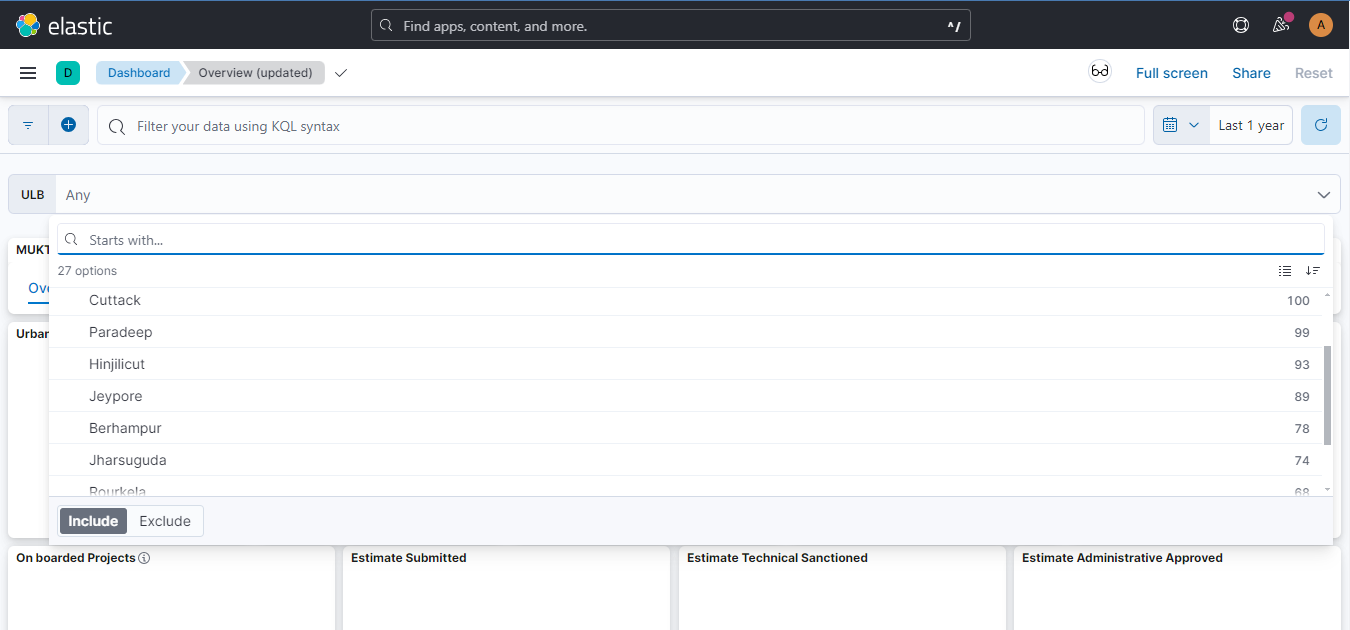 elastic
Find apps, content, and more.
^/
A
D
Dashboard
Overview (updated)
Full screen
Share
Reset
Filter your data using KQL syntax
Last 1 year
ULB
Any
Starts with...
27 options
MUKT
Ove
Urban
Cuttack 100
Paradeep 99
Hinjilicut 93
Jeypore 89
Berhampur 78
Jharsuguda 74
Rourkela 68
Include
Exclude
On boarded Projects
Estimate Submitted
Estimate Technical Sanctioned
Estimate Administrative Approved